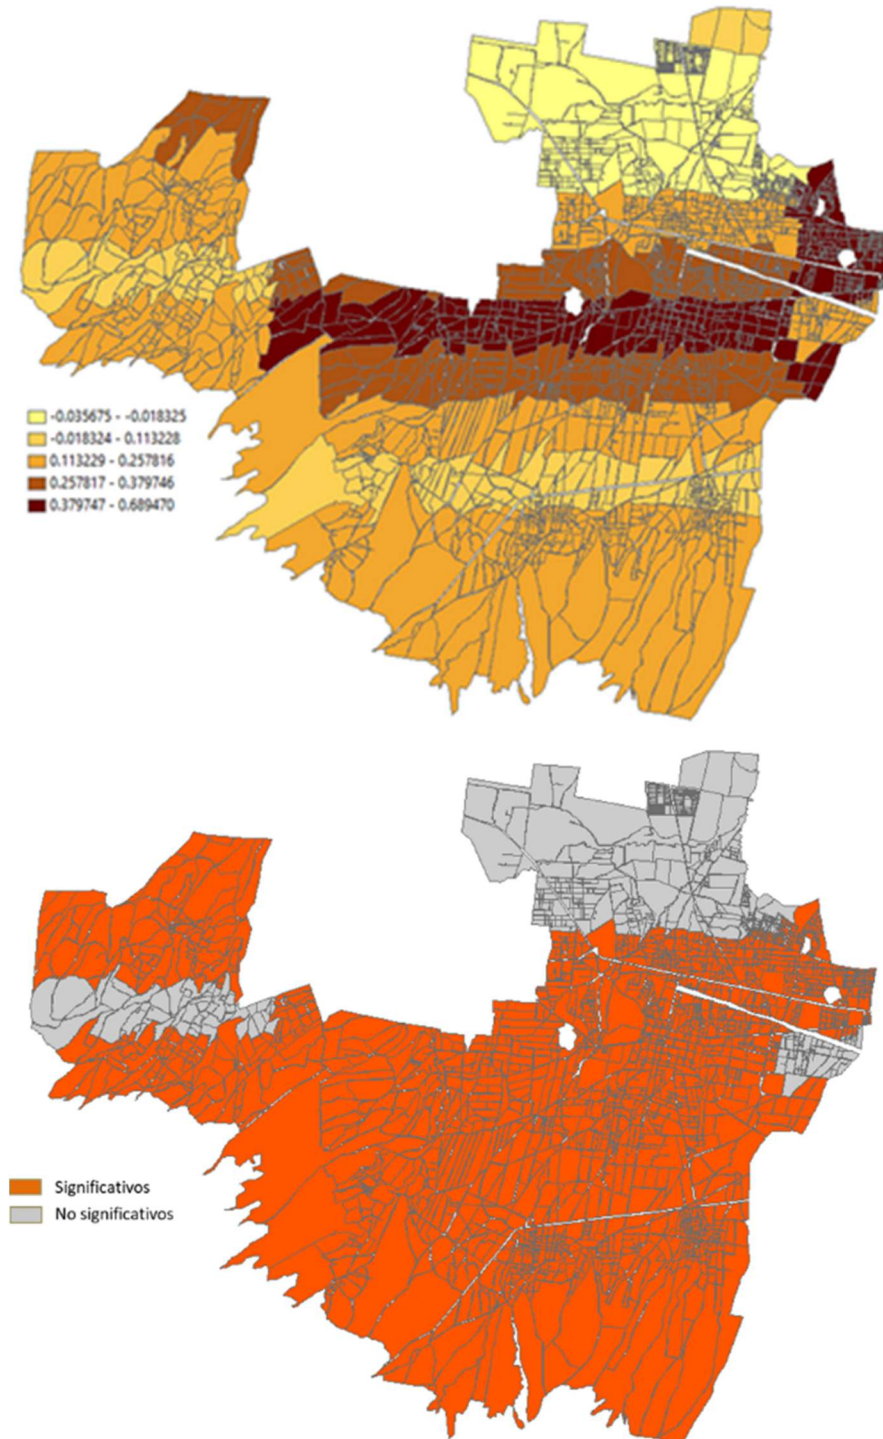 -0.035675 - -0.018325
-0.018324 - 0.113228
0.113229 - 0.257816
0.257817 - 0.379746
0.379747 - 0.689470
Significativos
No significativos